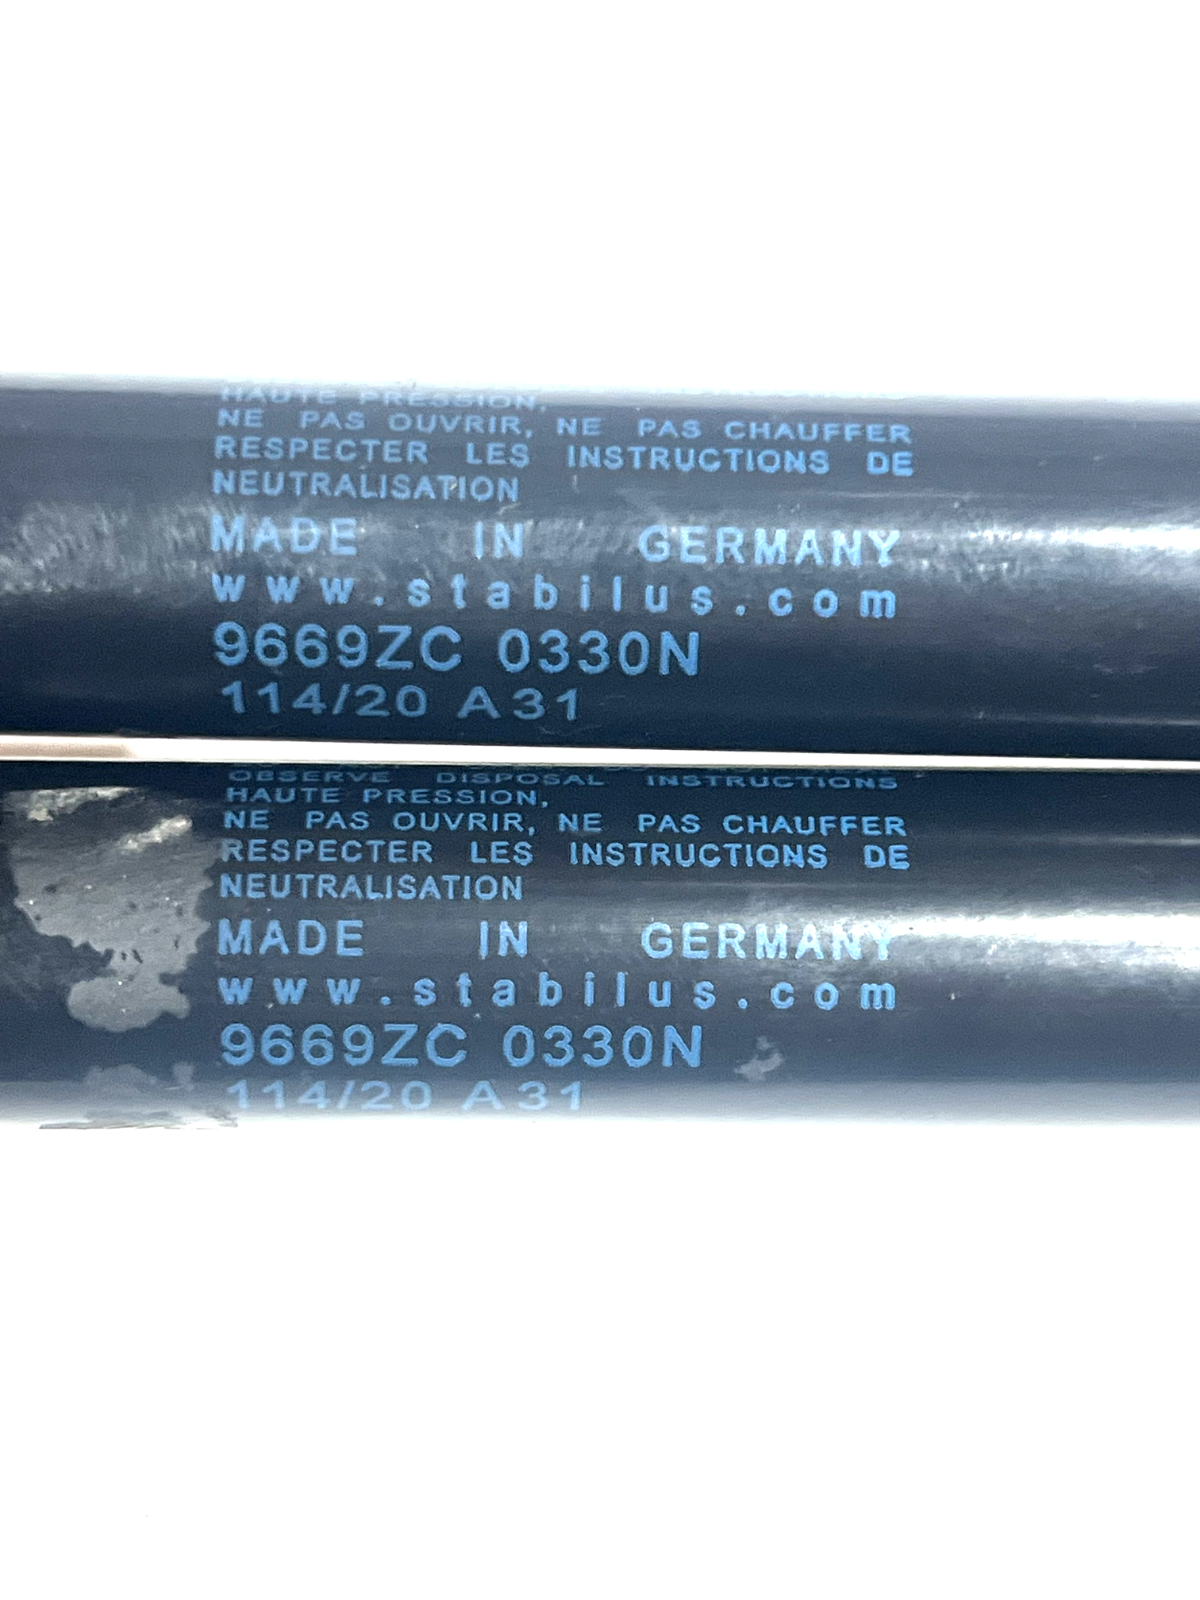 HAUTE PRESSION,
NE PAS OUVRIR, NE PAS CHAUFFER
RESPECTER LES INSTRUCTIONS DE
NEUTRALISATION
MADE IN GERMANY
www.stabilus.com
9669ZC 0330N
114/20 A31
OBSERVE DISPOSAL INSTRUCTIONS
HAUTE PRESSION,
NE PAS OUVRIR, NE PAS CHAUFFER
RESPECTER LES INSTRUCTIONS DE
NEUTRALISATION
MADE IN GERMANY
www.stabilus.com
9669ZC 0330N
114/20 A31